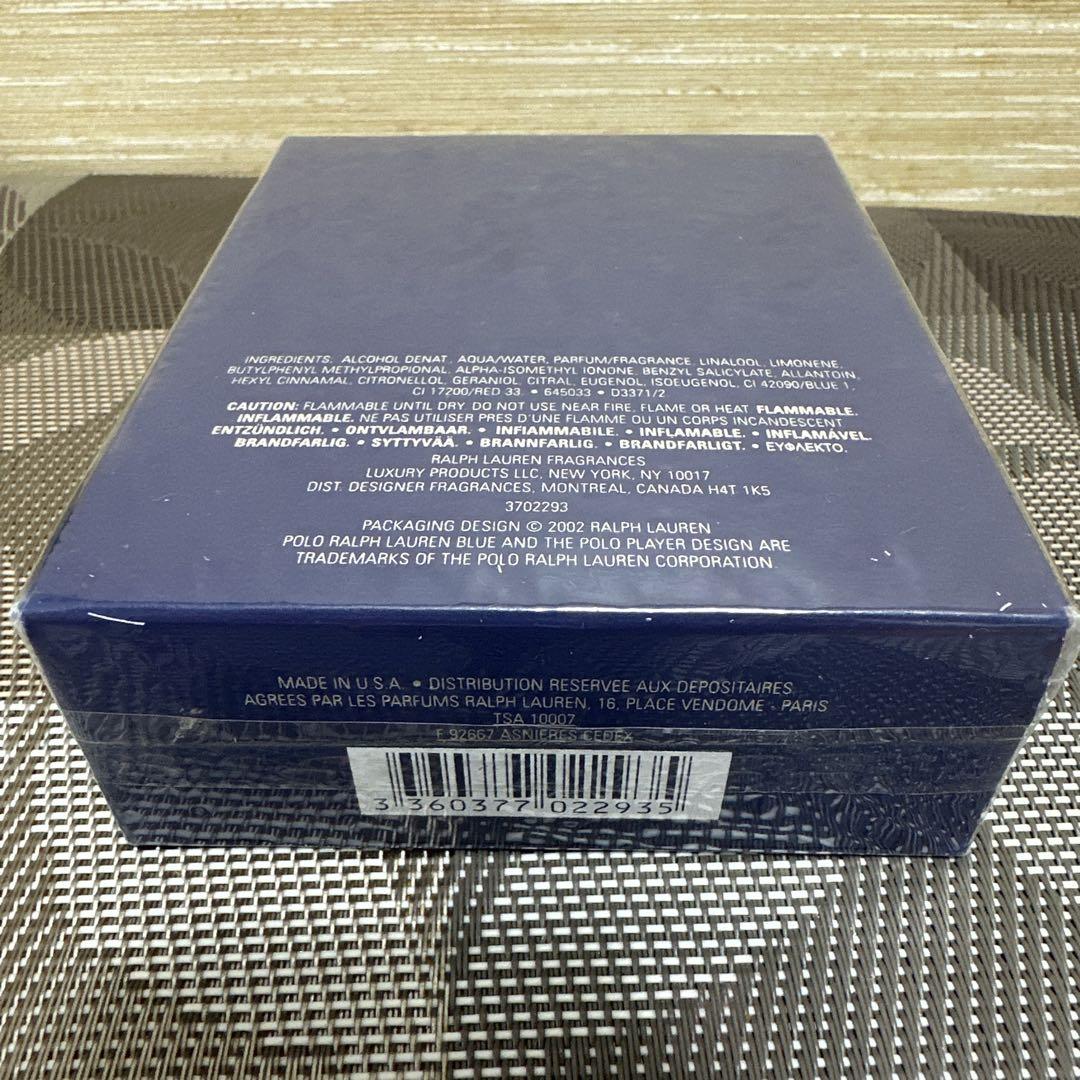 INGREDIENTS: ALCOHOL DENAT., AQUA/WATER, PARFUM/FRAGRANCE, LINALOOL, LIMONENE,
BUTYLPHENYL METHYLPROPIONAL, ALPHA-ISOMETHYL IONONE, BENZYL SALICYLATE, ALLANTOIN,
HEXYL CINNAMAL, CITRONELLOL, GERANIOL, CITRAL, EUGENOL, ISOEUGENOL, CI 42090/BLUE 1,
CI 17200/RED 33. • 645033 • D3371/2
CAUTION: FLAMMABLE UNTIL DRY. DO NOT USE NEAR FIRE, FLAME OR HEAT FLAMMABLE.
INFLAMMABLE. NE PAS UTILISER PRES D'UNE FLAMME OU UN CORPS INCANDESCENT
ENTZÜNDLICH. • ONTVLAMBAAR. • INFIAMMABILE. • INFLAMABLE. • INFLAMÁVEL.
BRANDFARLIG. • SYTTYVÄÄ. • BRANNFARLIG. • BRANDFARLIGT. • ΕΥΦΛΕΚΤΟ.
RALPH LAUREN FRAGRANCES
LUXURY PRODUCTS LLC, NEW YORK, NY 10017
DIST. DESIGNER FRAGRANCES, MONTREAL, CANADA H4T 1K5
3702293
PACKAGING DESIGN © 2002 RALPH LAUREN
POLO RALPH LAUREN BLUE AND THE POLO PLAYER DESIGN ARE
TRADEMARKS OF THE POLO RALPH LAUREN CORPORATION
MADE IN U.S.A. • DISTRIBUTION RESERVEE AUX DEPOSITAIRES
AGREES PAR LES PARFUMS RALPH LAUREN, 16, PLACE VENDOME - PARIS
TSA 10007
F 92667 ASNIERES CEDEX
3 360377 022935